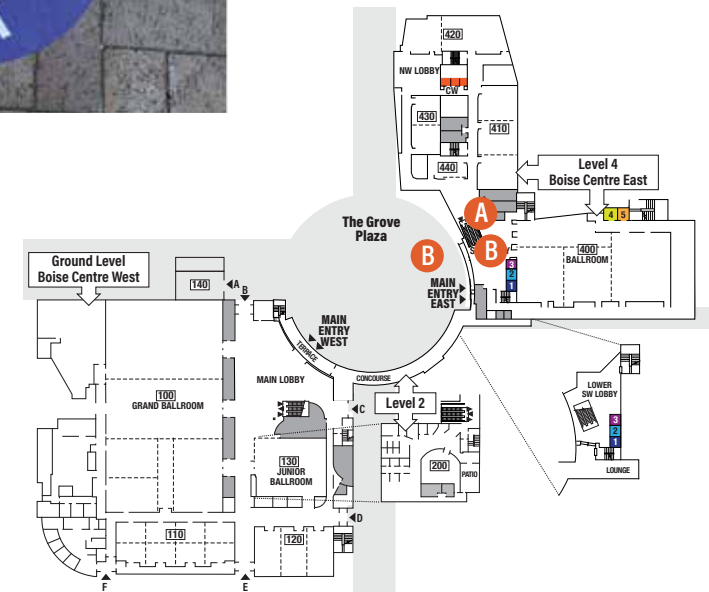 420
NW LOBBY
CW
430
410
440
Level 4
Boise Centre East
A
4 5
The Grove
Plaza
B
B
400
BALLROOM
3
2
1
Ground Level
Boise Centre West
140
A
B
MAIN
ENTRY
EAST
MAIN
ENTRY
WEST
TERRACE
CONCOURSE
MAIN LOBBY
100
GRAND BALLROOM
C
Level 2
LOWER
SW LOBBY
3
2
1
LOUNGE
130
JUNIOR
BALLROOM
200
PATIO
D
110
120
F
E